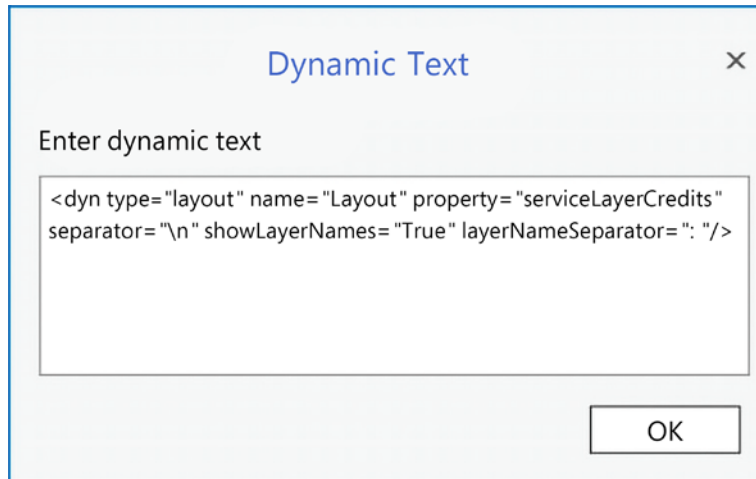 Dynamic Text
Enter dynamic text
<dyn type="layout" name="Layout" property="serviceLayerCredits"
separator="\n" showLayerNames="True" layerNameSeparator=": "/>
OK